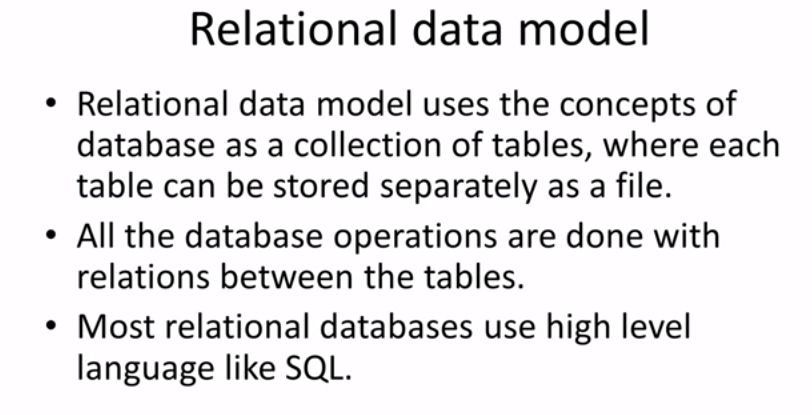 Relational data model
• Relational data model uses the concepts of
database as a collection of tables, where each
table can be stored separately as a file.
• All the database operations are done with
relations between the tables.
• Most relational databases use high level
language like SQL.